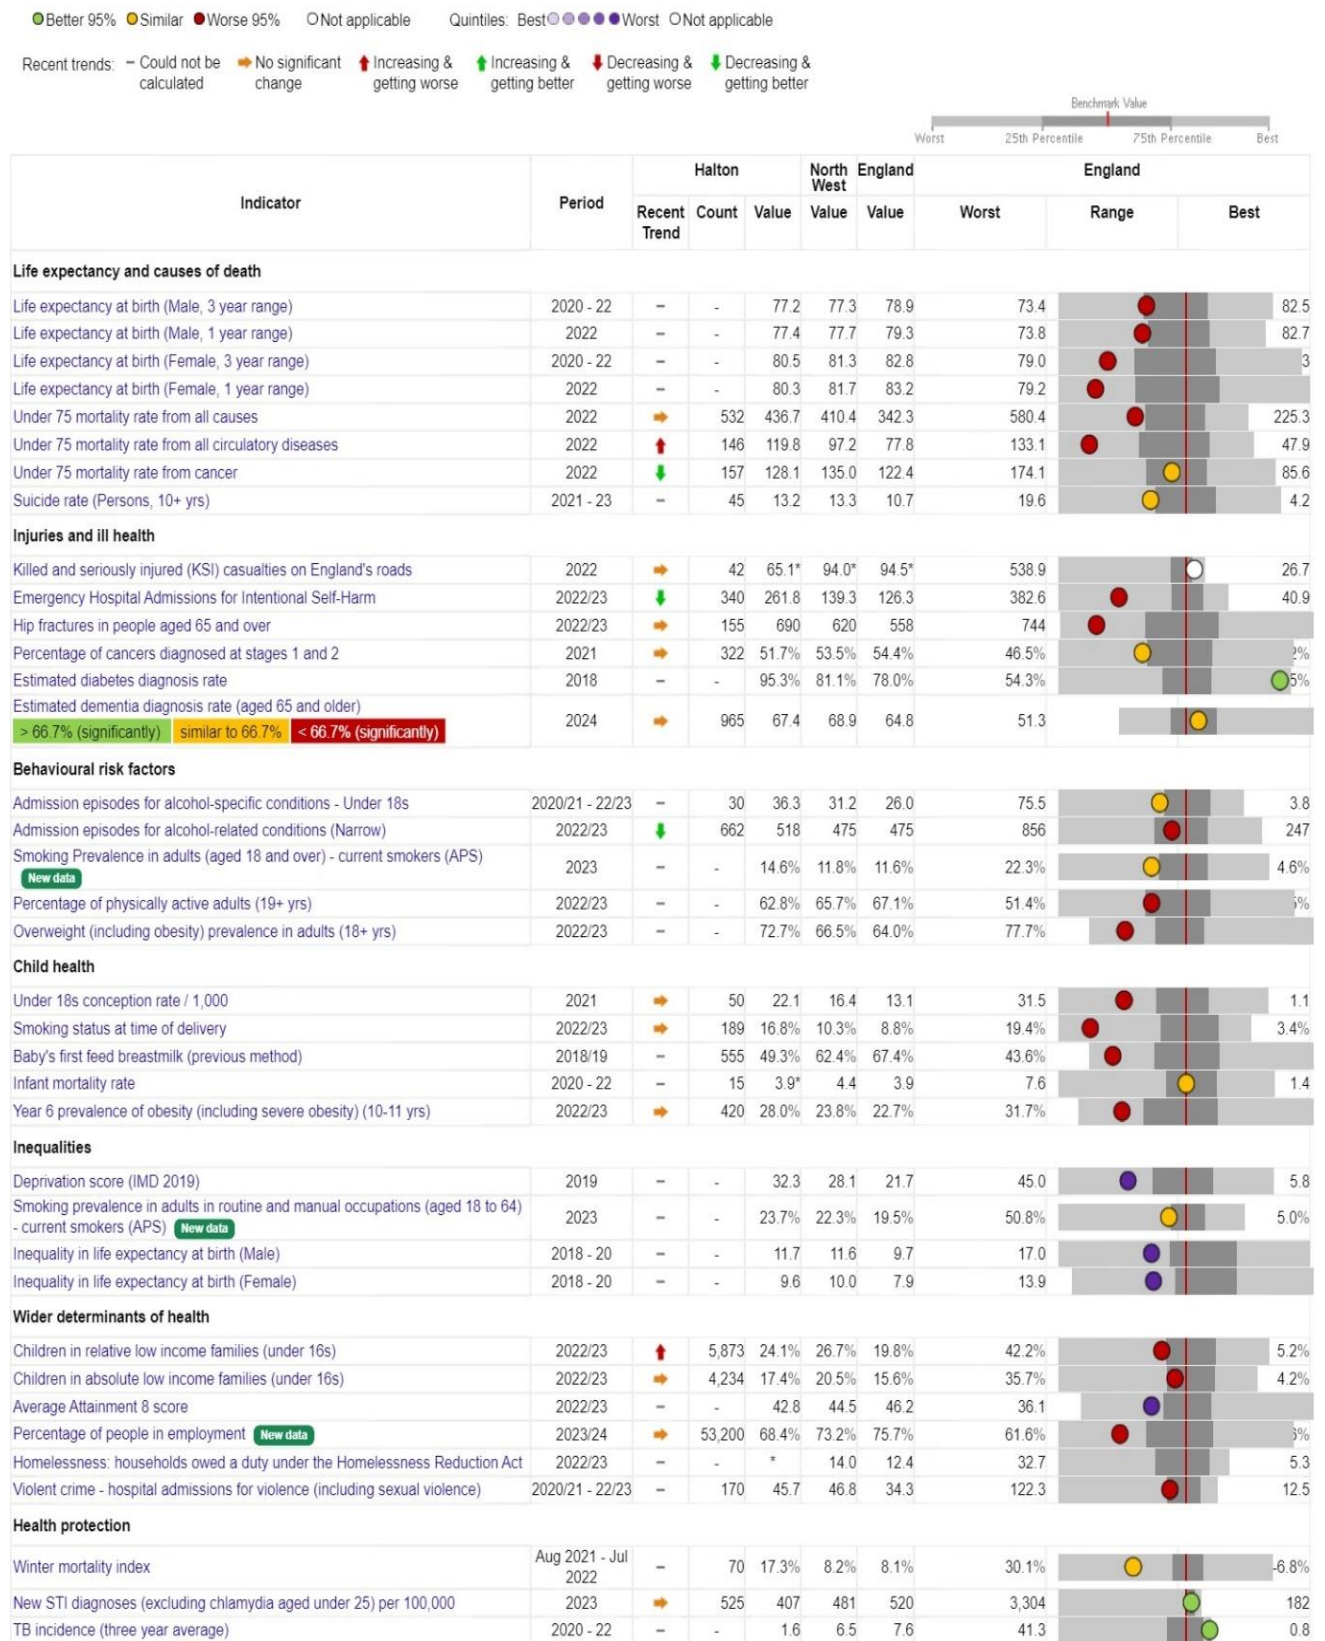 Better 95% Similar Worse 95% Not applicable Quintiles: Best Worst Not applicable
Recent trends: – Could not be calculated No significant change Increasing & getting worse Increasing & getting better Decreasing & getting worse Decreasing & getting better
Benchmark Value
Worst 25th Percentile 75th Percentile Best
Halton North West England England
Indicator Period Recent Trend Count Value Value Value Worst Range Best
Life expectancy and causes of death
Life expectancy at birth (Male, 3 year range) 2020 - 22 – - 77.2 77.3 78.9 73.4 82.5
Life expectancy at birth (Male, 1 year range) 2022 – - 77.4 77.7 79.3 73.8 82.7
Life expectancy at birth (Female, 3 year range) 2020 - 22 – - 80.5 81.3 82.8 79.0 3
Life expectancy at birth (Female, 1 year range) 2022 – - 80.3 81.7 83.2 79.2
Under 75 mortality rate from all causes 2022 532 436.7 410.4 342.3 580.4 225.3
Under 75 mortality rate from all circulatory diseases 2022 146 119.8 97.2 77.8 133.1 47.9
Under 75 mortality rate from cancer 2022 157 128.1 135.0 122.4 174.1 85.6
Suicide rate (Persons, 10+ yrs) 2021 - 23 – 45 13.2 13.3 10.7 19.6 4.2
Injuries and ill health
Killed and seriously injured (KSI) casualties on England's roads 2022 42 65.1* 94.0* 94.5* 538.9 26.7
Emergency Hospital Admissions for Intentional Self-Harm 2022/23 340 261.8 139.3 126.3 382.6 40.9
Hip fractures in people aged 65 and over 2022/23 155 690 620 558 744
Percentage of cancers diagnosed at stages 1 and 2 2021 322 51.7% 53.5% 54.4% 46.5% 2%
Estimated diabetes diagnosis rate 2018 – - 95.3% 81.1% 78.0% 54.3% 5%
Estimated dementia diagnosis rate (aged 65 and older) 2024 965 67.4 68.9 64.8 51.3
> 66.7% (significantly) similar to 66.7% < 66.7% (significantly)
Behavioural risk factors
Admission episodes for alcohol-specific conditions - Under 18s 2020/21 - 22/23 – 30 36.3 31.2 26.0 75.5 3.8
Admission episodes for alcohol-related conditions (Narrow) 2022/23 662 518 475 475 856 247
Smoking Prevalence in adults (aged 18 and over) - current smokers (APS) 2023 – - 14.6% 11.8% 11.6% 22.3% 4.6%
New data
Percentage of physically active adults (19+ yrs) 2022/23 – - 62.8% 65.7% 67.1% 51.4% %
Overweight (including obesity) prevalence in adults (18+ yrs) 2022/23 – - 72.7% 66.5% 64.0% 77.7%
Child health
Under 18s conception rate / 1,000 2021 50 22.1 16.4 13.1 31.5 1.1
Smoking status at time of delivery 2022/23 189 16.8% 10.3% 8.8% 19.4% 3.4%
Baby's first feed breastmilk (previous method) 2018/19 – 555 49.3% 62.4% 67.4% 43.6%
Infant mortality rate 2020 - 22 – 15 3.9* 4.4 3.9 7.6 1.4
Year 6 prevalence of obesity (including severe obesity) (10-11 yrs) 2022/23 420 28.0% 23.8% 22.7% 31.7%
Inequalities
Deprivation score (IMD 2019) 2019 – - 32.3 28.1 21.7 45.0 5.8
Smoking prevalence in adults in routine and manual occupations (aged 18 to 64)
- current smokers (APS) New data 2023 – - 23.7% 22.3% 19.5% 50.8% 5.0%
Inequality in life expectancy at birth (Male) 2018 - 20 – - 11.7 11.6 9.7 17.0
Inequality in life expectancy at birth (Female) 2018 - 20 – - 9.6 10.0 7.9 13.9
Wider determinants of health
Children in relative low income families (under 16s) 2022/23 5,873 24.1% 26.7% 19.8% 42.2% 5.2%
Children in absolute low income families (under 16s) 2022/23 4,234 17.4% 20.5% 15.6% 35.7% 4.2%
Average Attainment 8 score 2022/23 – - 42.8 44.5 46.2 36.1
Percentage of people in employment New data 2023/24 53,200 68.4% 73.2% 75.7% 61.6% %
Homelessness: households owed a duty under the Homelessness Reduction Act 2022/23 – - * 14.0 12.4 32.7 5.3
Violent crime - hospital admissions for violence (including sexual violence) 2020/21 - 22/23 – 170 45.7 46.8 34.3 122.3 12.5
Health protection
Winter mortality index Aug 2021 - Jul 2022 – 70 17.3% 8.2% 8.1% 30.1% -6.8%
New STI diagnoses (excluding chlamydia aged under 25) per 100,000 2023 525 407 481 520 3,304 182
TB incidence (three year average) 2020 - 22 – - 1.6 6.5 7.6 41.3 0.8